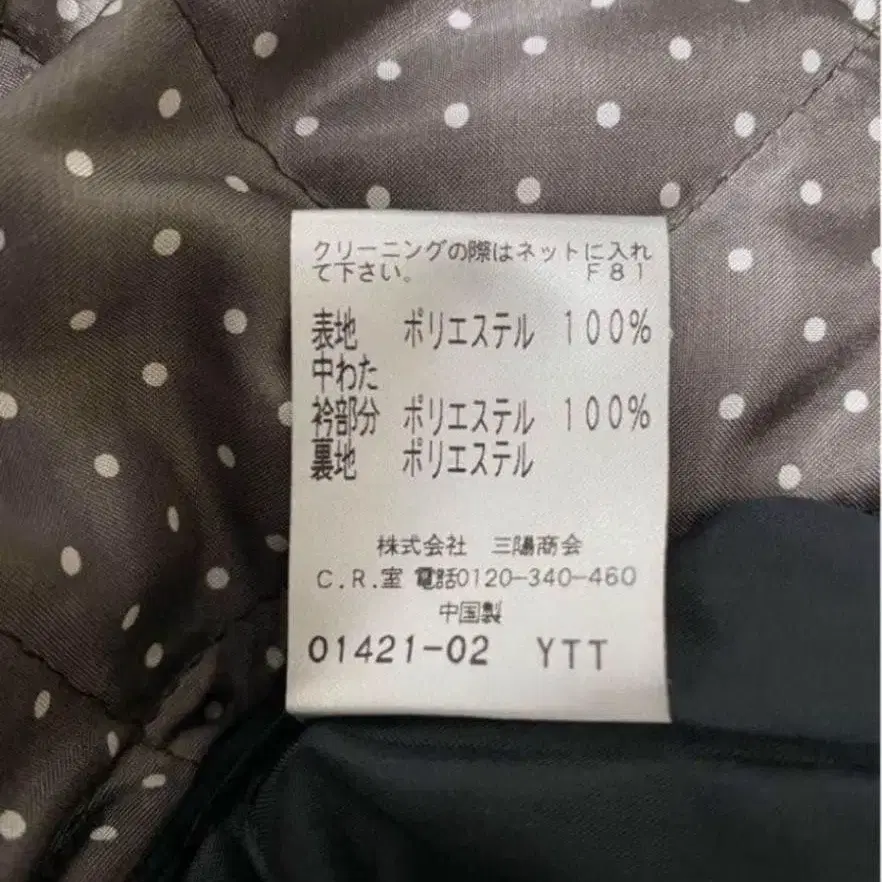 クリーニングの際はネットに入れ
て下さい。 F81
表地 ポリエステル 100%
中わた
衿部分 ポリエステル 100%
裏地 ポリエステル
株式会社 三陽商会
C.R.室 電話0120-340-460
中国製
01421-02 YTT